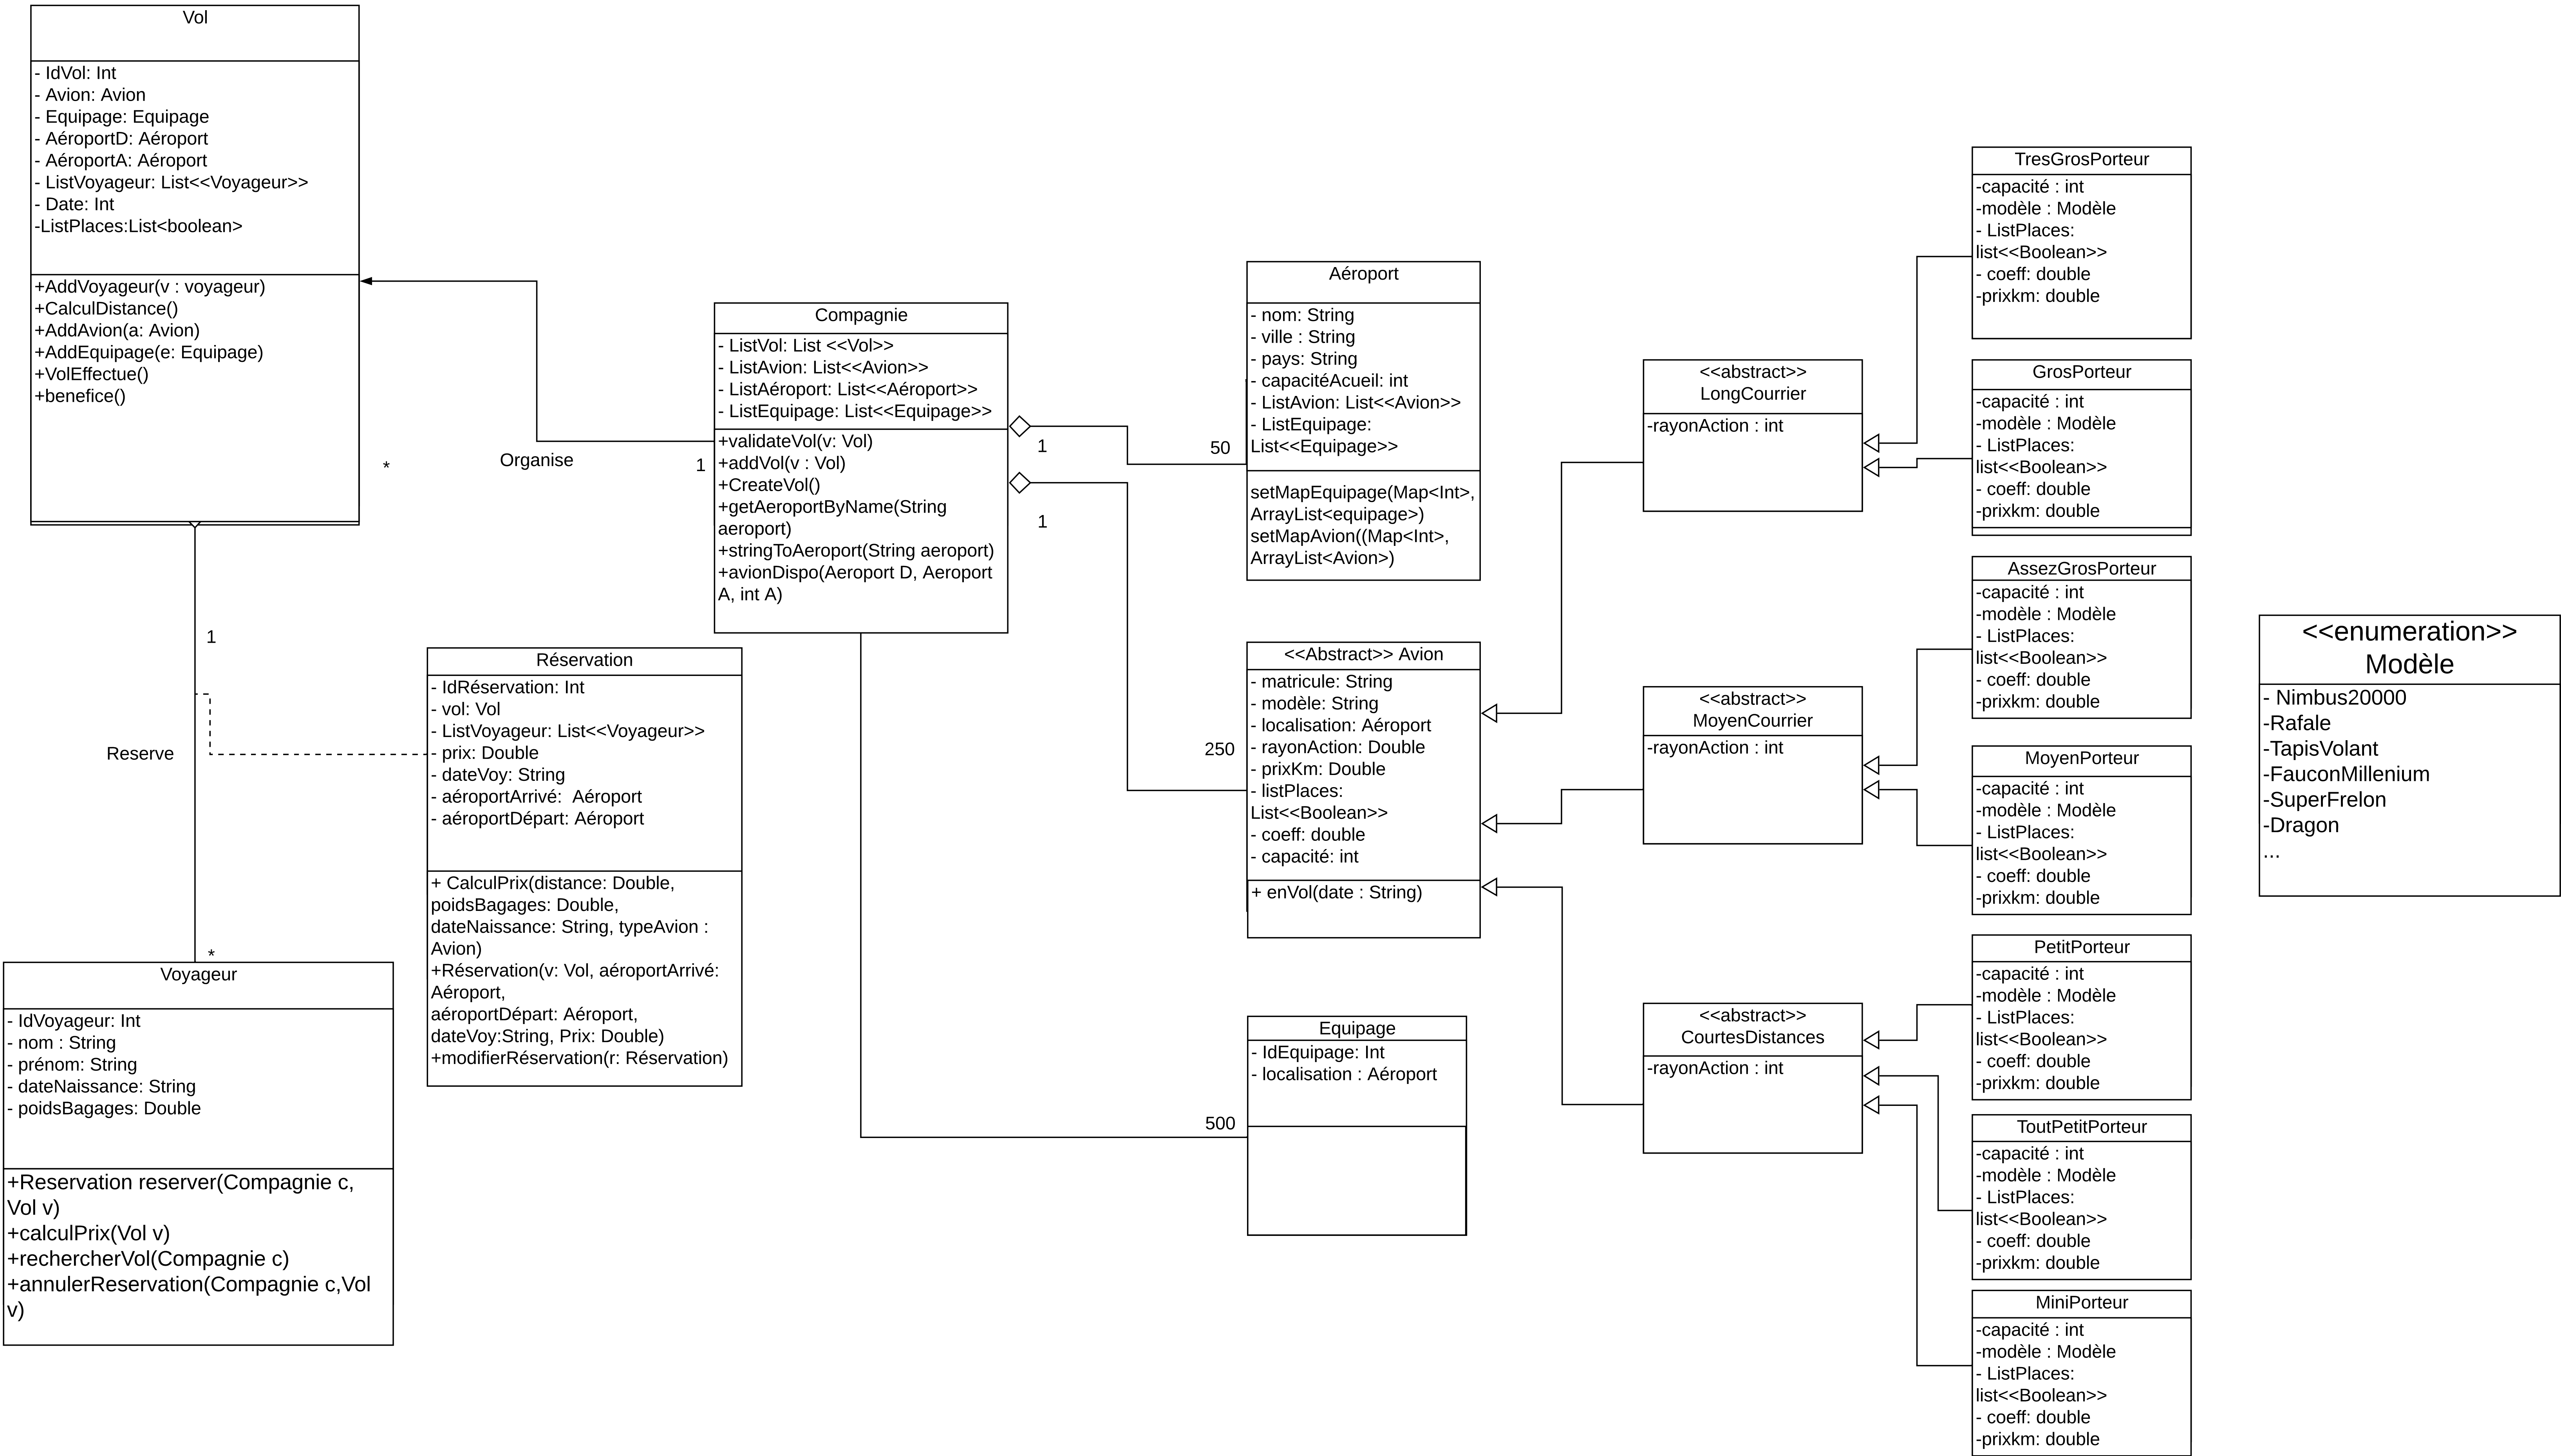 Vol
- IdVol: Int
- Avion: Avion
- Equipage: Equipage
- AéroportD: Aéroport
- AéroportA: Aéroport
- ListVoyageur: List<<Voyageur>>
- Date: Int
-ListPlaces:List<boolean>
+AddVoyageur(v : voyageur)
+CalculDistance()
+AddAvion(a: Avion)
+AddEquipage(e: Equipage)
+VolEffectue()
+benefice()
*
Organise
1
1
Reserve
*
Voyageur
- IdVoyageur: Int
- nom : String
- prénom: String
- dateNaissance: String
- poidsBagages: Double
+Reservation reserver(Compagnie c,
Vol v)
+calculPrix(Vol v)
+rechercherVol(Compagnie c)
+annulerReservation(Compagnie c,Vol
v)
Réservation
- IdRéservation: Int
- vol: Vol
- ListVoyageur: List<<Voyageur>>
- prix: Double
- dateVoy: String
- aéroportArrivé:  Aéroport
- aéroportDépart: Aéroport
+ CalculPrix(distance: Double,
poidsBagages: Double,
dateNaissance: String, typeAvion :
Avion)
+Réservation(v: Vol, aéroportArrivé:
Aéroport,
aéroportDépart: Aéroport,
dateVoy:String, Prix: Double)
+modifierRéservation(r: Réservation)
Compagnie
- ListVol: List <<Vol>>
- ListAvion: List<<Avion>>
- ListAéroport: List<<Aéroport>>
- ListEquipage: List<<Equipage>>
+validateVol(v: Vol)
+addVol(v : Vol)
+CreateVol()
+getAeroportByName(String
aeroport)
+stringToAeroport(String aeroport)
+avionDispo(Aeroport D, Aeroport
A, int A)
1
50
1
250
500
Aéroport
- nom: String
- ville : String
- pays: String
- capacitéAcueil: int
- ListAvion: List<<Avion>>
- ListEquipage:
List<<Equipage>>
setMapEquipage(Map<Int>,
ArrayList<equipage>)
setMapAvion((Map<Int>,
ArrayList<Avion>)
<<Abstract>> Avion
- matricule: String
- modèle: String
- localisation: Aéroport
- rayonAction: Double
- prixKm: Double
- listPlaces:
List<<Boolean>>
- coeff: double
- capacité: int
+ enVol(date : String)
Equipage
- IdEquipage: Int
- localisation : Aéroport
<<abstract>>
LongCourrier
-rayonAction : int
<<abstract>>
MoyenCourrier
-rayonAction : int
<<abstract>>
CourtesDistances
-rayonAction : int
TresGrosPorteur
-capacité : int
-modèle : Modèle
- ListPlaces:
list<<Boolean>>
- coeff: double
-prixkm: double
GrosPorteur
-capacité : int
-modèle : Modèle
- ListPlaces:
list<<Boolean>>
- coeff: double
-prixkm: double
AssezGrosPorteur
-capacité : int
-modèle : Modèle
- ListPlaces:
list<<Boolean>>
- coeff: double
-prixkm: double
MoyenPorteur
-capacité : int
-modèle : Modèle
- ListPlaces:
list<<Boolean>>
- coeff: double
-prixkm: double
PetitPorteur
-capacité : int
-modèle : Modèle
- ListPlaces:
list<<Boolean>>
- coeff: double
-prixkm: double
ToutPetitPorteur
-capacité : int
-modèle : Modèle
- ListPlaces:
list<<Boolean>>
- coeff: double
-prixkm: double
MiniPorteur
-capacité : int
-modèle : Modèle
- ListPlaces:
list<<Boolean>>
- coeff: double
-prixkm: double
<<enumeration>>
Modèle
- Nimbus20000
-Rafale
-TapisVolant
-FauconMillenium
-SuperFrelon
-Dragon
...